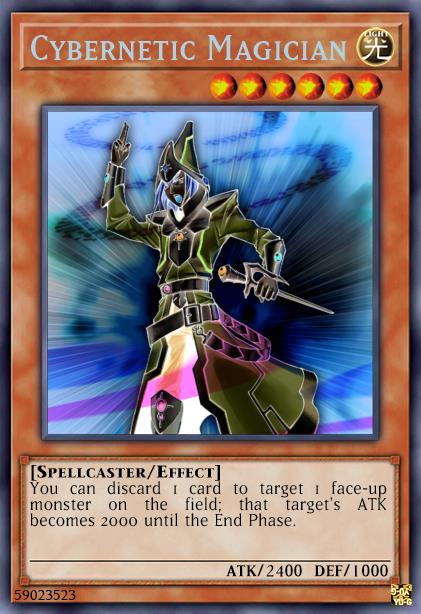 CYBERNETIC MAGICIAN
LIGHT
光
[SPELLCASTER/EFFECT]
You can discard 1 card to target 1 face-up
monster on the field; that target's ATK
becomes 2000 until the End Phase.
ATK/2400 DEF/1000
59023523